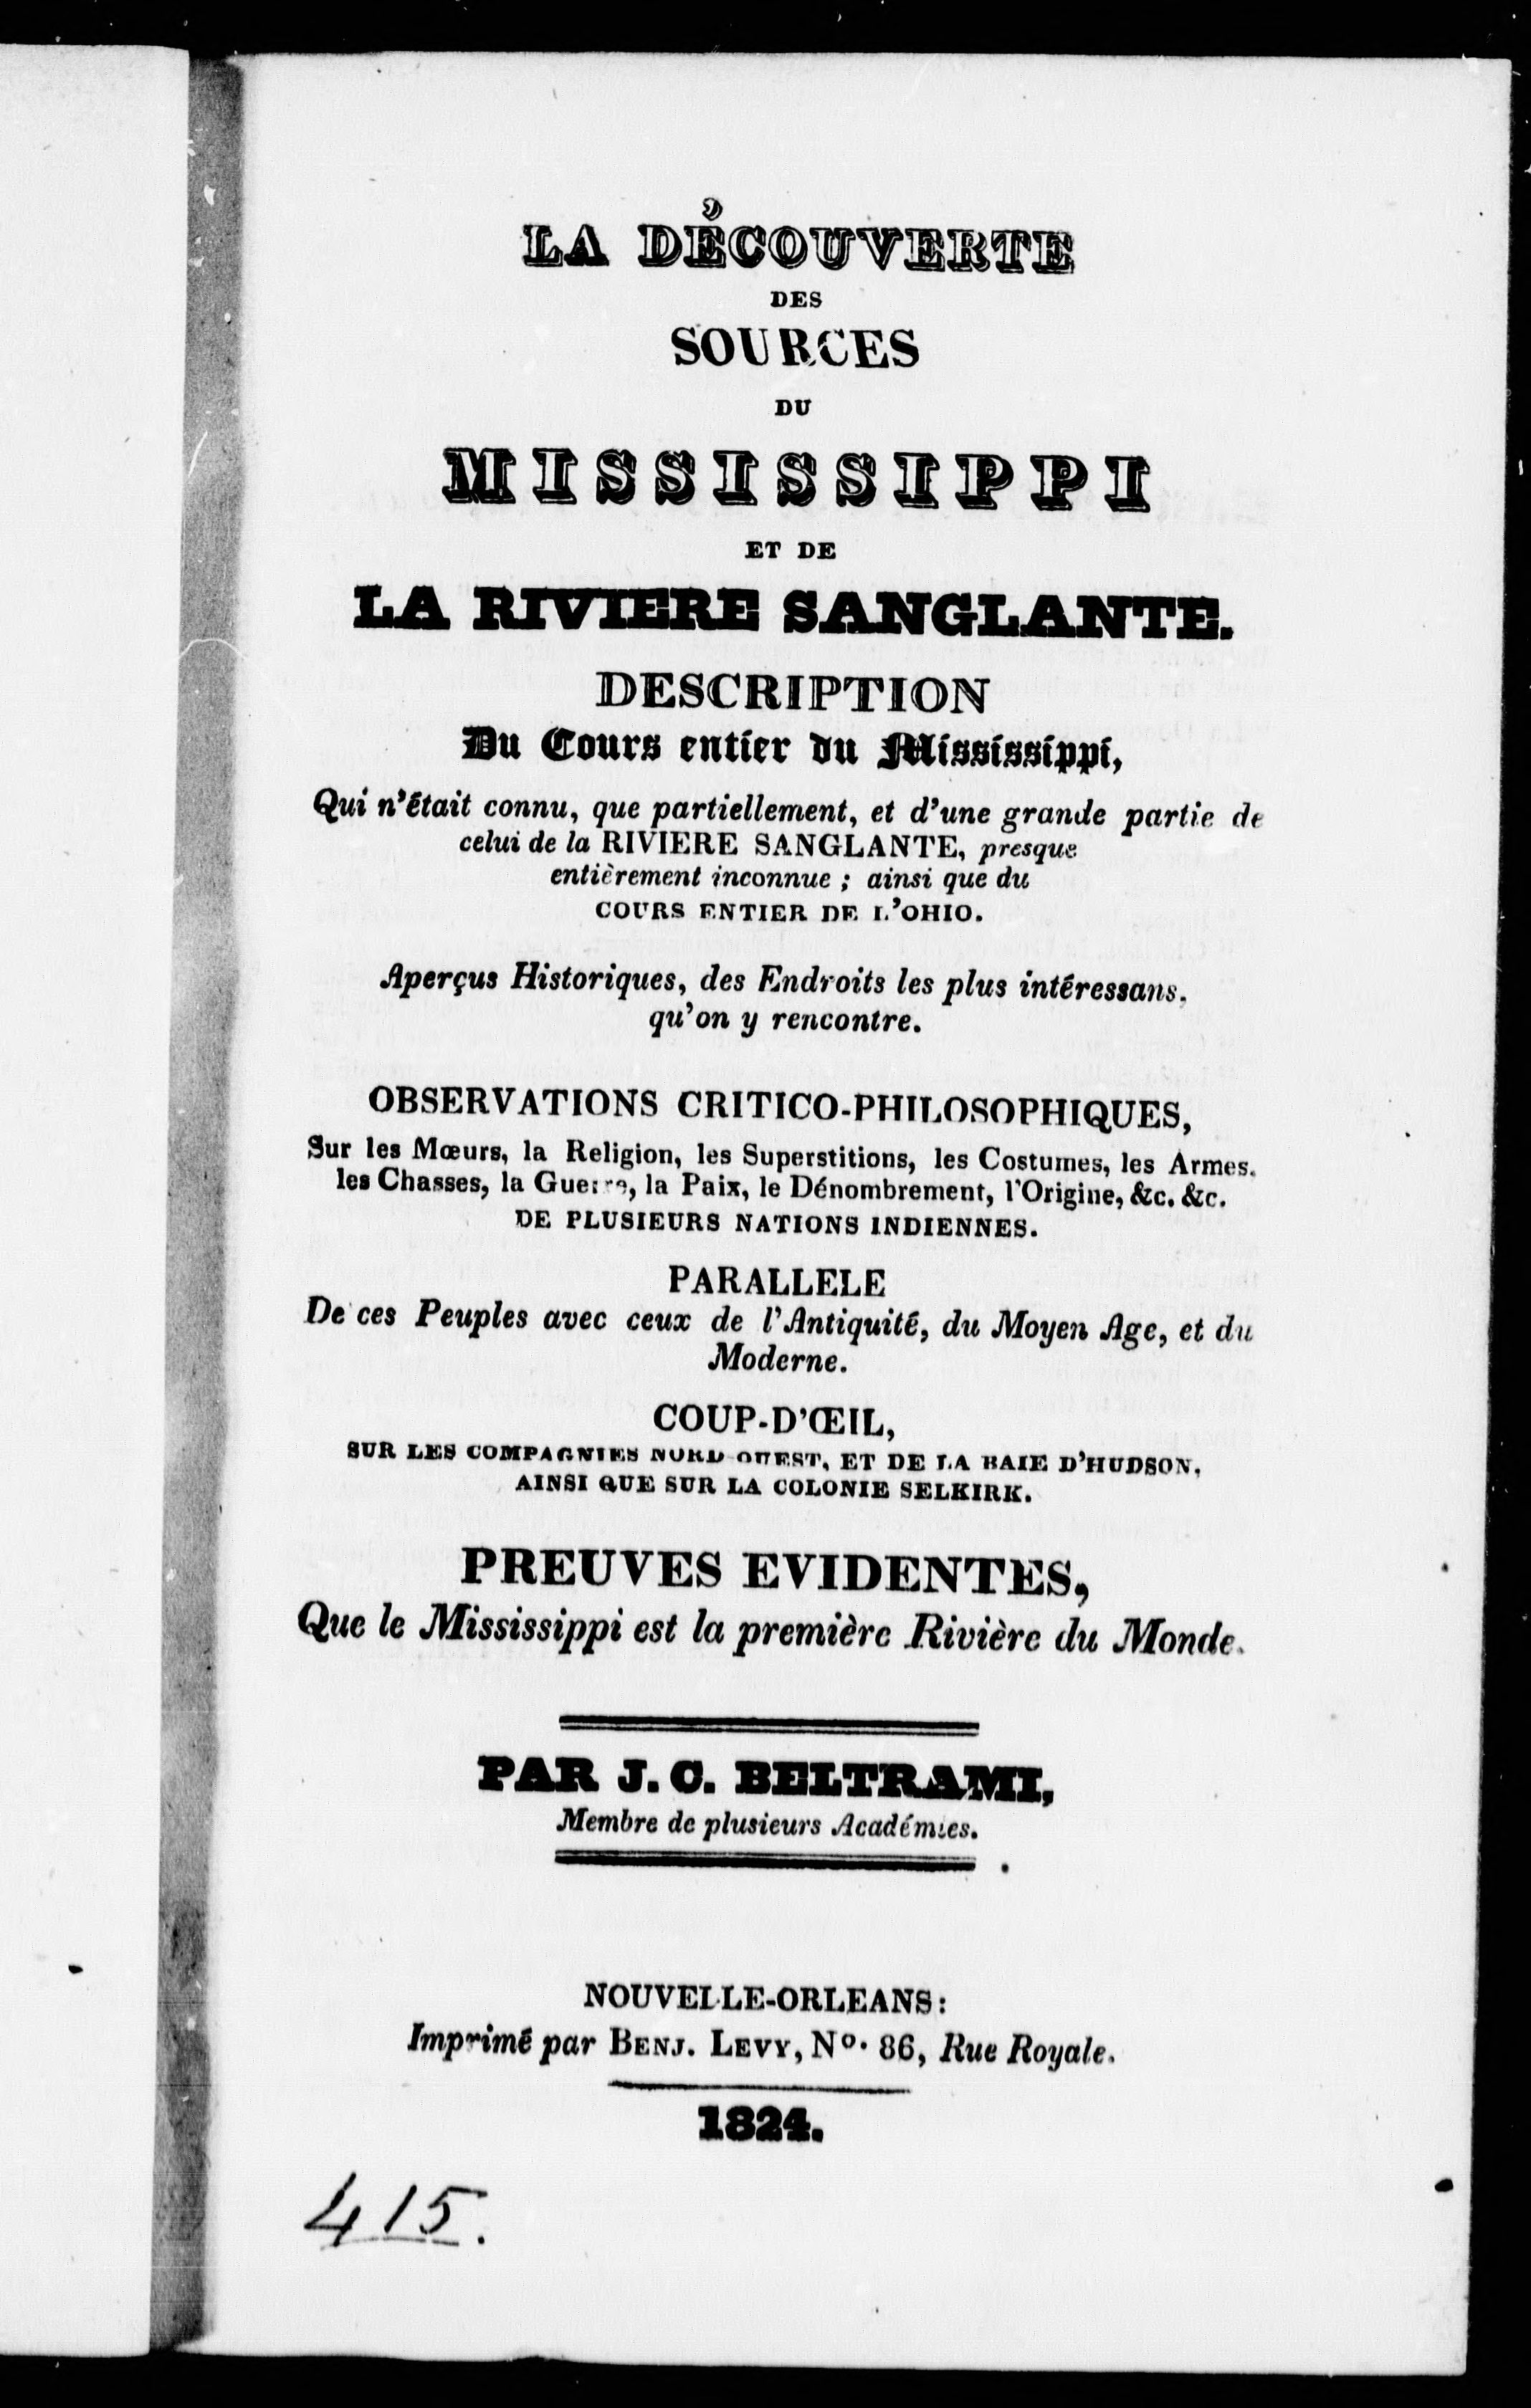 LA DÉCOUVERTE
DES
SOURCES
DU
MISSISSIPPI
ET DE
LA RIVIERE SANGLANTE.
DESCRIPTION
Du Cours entier du Mississippi,
Qui n'était connu, que partiellement, et d'une grande partie de
celui de la RIVIERE SANGLANTE, presque
entièrement inconnue ; ainsi que du
COURS ENTIER DE L'OHIO.
Aperçus Historiques, des Endroits les plus intéressans,
qu'on y rencontre.
OBSERVATIONS CRITICO-PHILOSOPHIQUES,
Sur les Mœurs, la Religion, les Superstitions, les Costumes, les Armes.
les Chasses, la Guerre, la Paix, le Dénombrement, l'Origine, &c. &c.
DE PLUSIEURS NATIONS INDIENNES.
PARALLELE
De ces Peuples avec ceux de l'Antiquité, du Moyen Age, et du
Moderne.
COUP-D'ŒIL,
SUR LES COMPAGNIES NORD-OUEST, ET DE LA BAIE D'HUDSON,
AINSI QUE SUR LA COLONIE SELKIRK.
PREUVES EVIDENTES,
Que le Mississippi est la première Rivière du Monde.
PAR J. C. BELTRAMI,
Membre de plusieurs Académies.
NOUVELLE-ORLEANS:
Imprimé par BENJ. LEVY, No. 86, Rue Royale.
1824.
415.